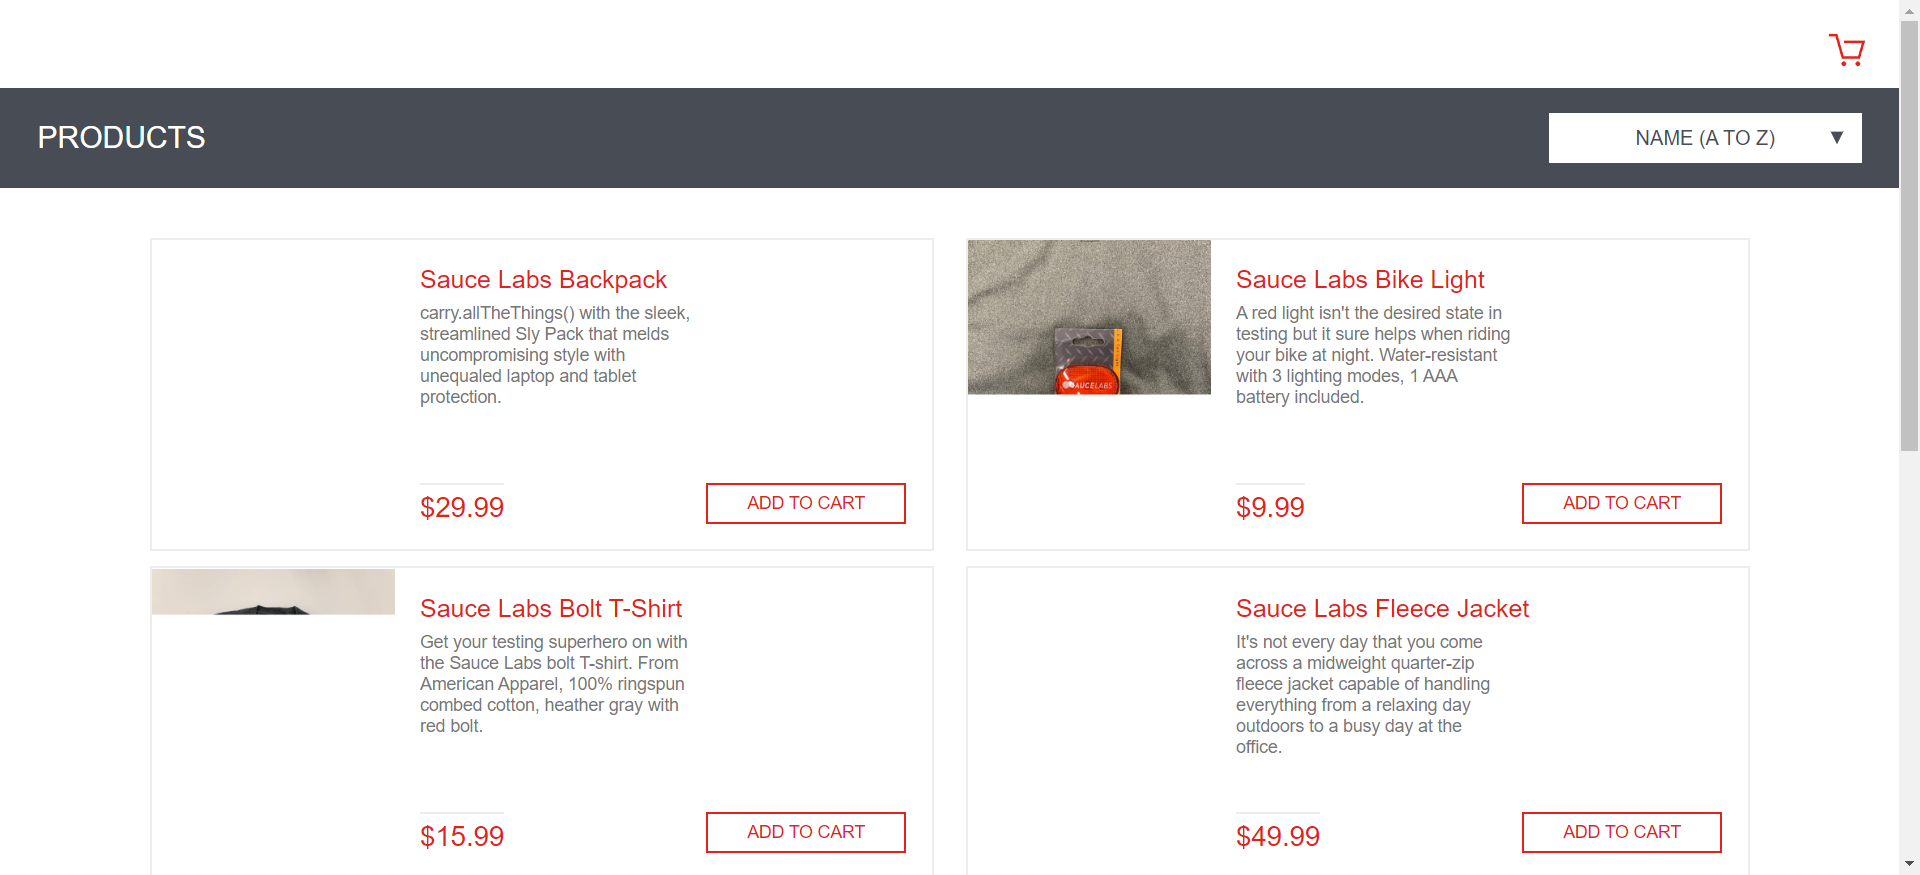 PRODUCTS
NAME (A TO Z)
Sauce Labs Backpack
carry.allTheThings() with the sleek,
streamlined Sly Pack that melds
uncompromising style with
unequaled laptop and tablet
protection.
$29.99
ADD TO CART
Sauce Labs Bike Light
A red light isn't the desired state in
testing but it sure helps when riding
your bike at night. Water-resistant
with 3 lighting modes, 1 AAA
battery included.
SAUCELABS
$9.99
ADD TO CART
Sauce Labs Bolt T-Shirt
Get your testing superhero on with
the Sauce Labs bolt T-shirt. From
American Apparel, 100% ringspun
combed cotton, heather gray with
red bolt.
$15.99
ADD TO CART
Sauce Labs Fleece Jacket
It's not every day that you come
across a midweight quarter-zip
fleece jacket capable of handling
everything from a relaxing day
outdoors to a busy day at the
office.
$49.99
ADD TO CART